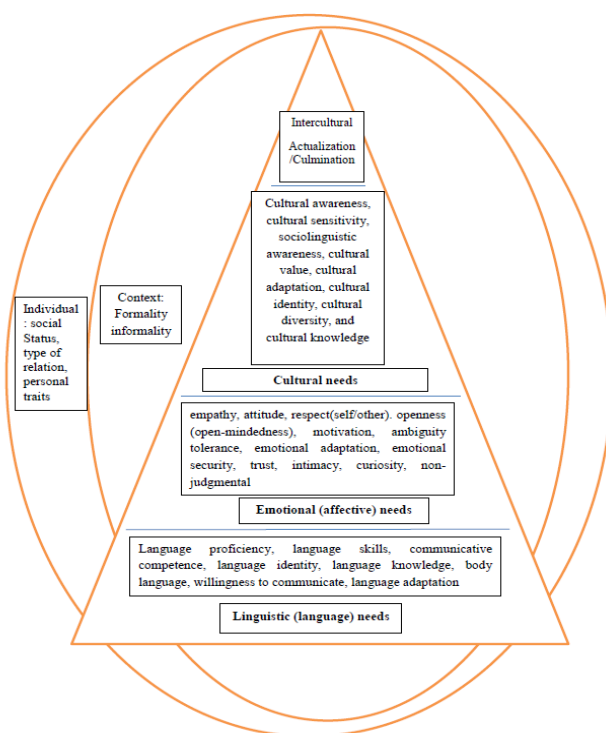 Intercultural
Actualization
/Culmination
Cultural awareness,
cultural sensitivity,
sociolinguistic
awareness, cultural
value, cultural
adaptation, cultural
identity, cultural
diversity, and
cultural knowledge
Individual
: social
Status,
type of
relation,
personal
traits
Context:
Formality
informality
Cultural needs
empathy, attitude, respect(self/other). openness
(open-mindedness), motivation, ambiguity
tolerance, emotional adaptation, emotional
security, trust, intimacy, curiosity, non-
judgmental
Emotional (affective) needs
Language proficiency, language skills, communicative
competence, language identity, language knowledge, body
language, willingness to communicate, language adaptation
Linguistic (language) needs